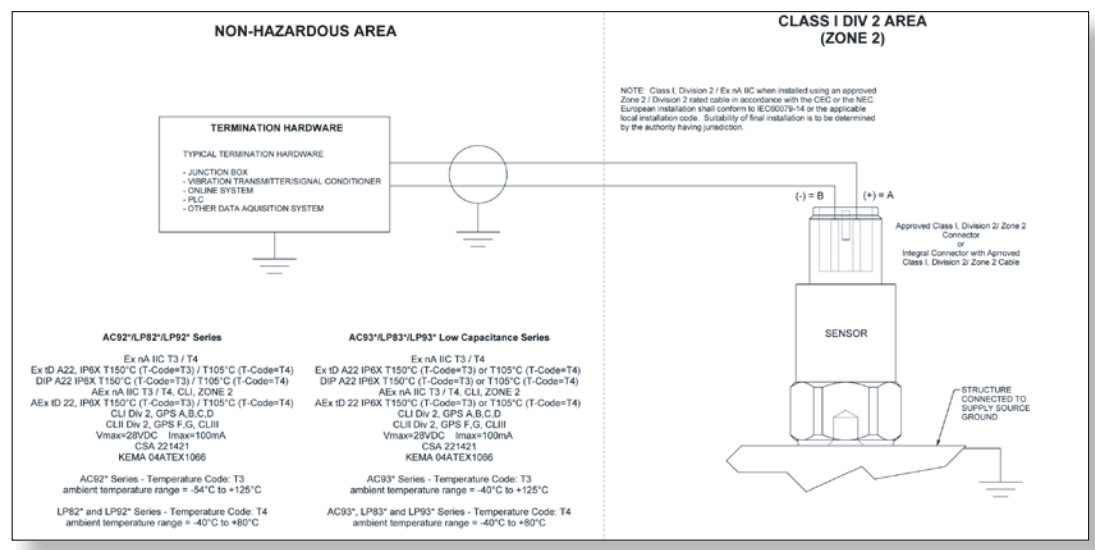 NON-HAZARDOUS AREA
CLASS I DIV 2 AREA
(ZONE 2)
NOTE: Class I, Division 2 / Ex nA IIC when installed using an approved
Zone 2 / Division 2 rated cable in accordance with the CEC or the NEC.
European installation shall conform to IEC60079-14 or the applicable
local installation code. Suitability of final installation is to be determined
by the authority having jurisdiction.
TERMINATION HARDWARE
TYPICAL TERMINATION HARDWARE
- JUNCTION BOX
- VIBRATION TRANSMITTER/SIGNAL CONDITIONER
- ONLINE SYSTEM
- PLC
- OTHER DATA AQUISITION SYSTEM
(-) = B
(+) = A
Approved Class I, Division 2/ Zone 2
Connector
or
Integral Connector with Aprroved
Class I, Division 2/ Zone 2 Cable
SENSOR
STRUCTURE
CONNECTED TO
SUPPLY SOURCE
GROUND
AC92*/LP82*/LP92* Series
Ex nA IIC T3 / T4
Ex tD A22, IP6X T150°C (T-Code=T3) / T105°C (T-Code=T4)
DIP A22 IP6X T150°C (T-Code=T3) / T105°C (T-Code=T4)
AEx nA IIC T3 / T4, CLI, ZONE 2
AEx tD 22, IP6X T150°C (T-Code=T3) / T105°C (T-Code=T4)
CLI Div 2, GPS A,B,C,D
CLII Div 2, GPS F,G, CLIII
Vmax=28VDC Imax=100mA
CSA 221421
KEMA 04ATEX1066
AC92* Series - Temperature Code: T3
ambient temperature range = -54°C to +125°C
LP82* and LP92* Series - Temperature Code: T4
ambient temperature range = -40°C to +80°C
AC93*/LP83*/LP93* Low Capacitance Series
Ex nA IIC T3 / T4
Ex tD A22 IP6X T150°C (T-Code=T3) or T105°C (T-Code=T4)
DIP A22 IP6X T150°C (T-Code=T3) or T105°C (T-Code=T4)
AEx nA IIC T3 / T4, CLI, ZONE 2
AEx tD 22 IP6X T150°C (T-Code=T3) or T105°C (T-Code=T4)
CLI Div 2, GPS A,B,C,D
CLII Div 2, GPS F,G, CLIII
Vmax=28VDC Imax=100mA
CSA 221421
KEMA 04ATEX1066
AC93* Series - Temperature Code: T3
ambient temperature range = -40°C to +125°C
AC93*, LP83* and LP93* Series - Temperature Code: T4
ambient temperature range = -40°C to +80°C